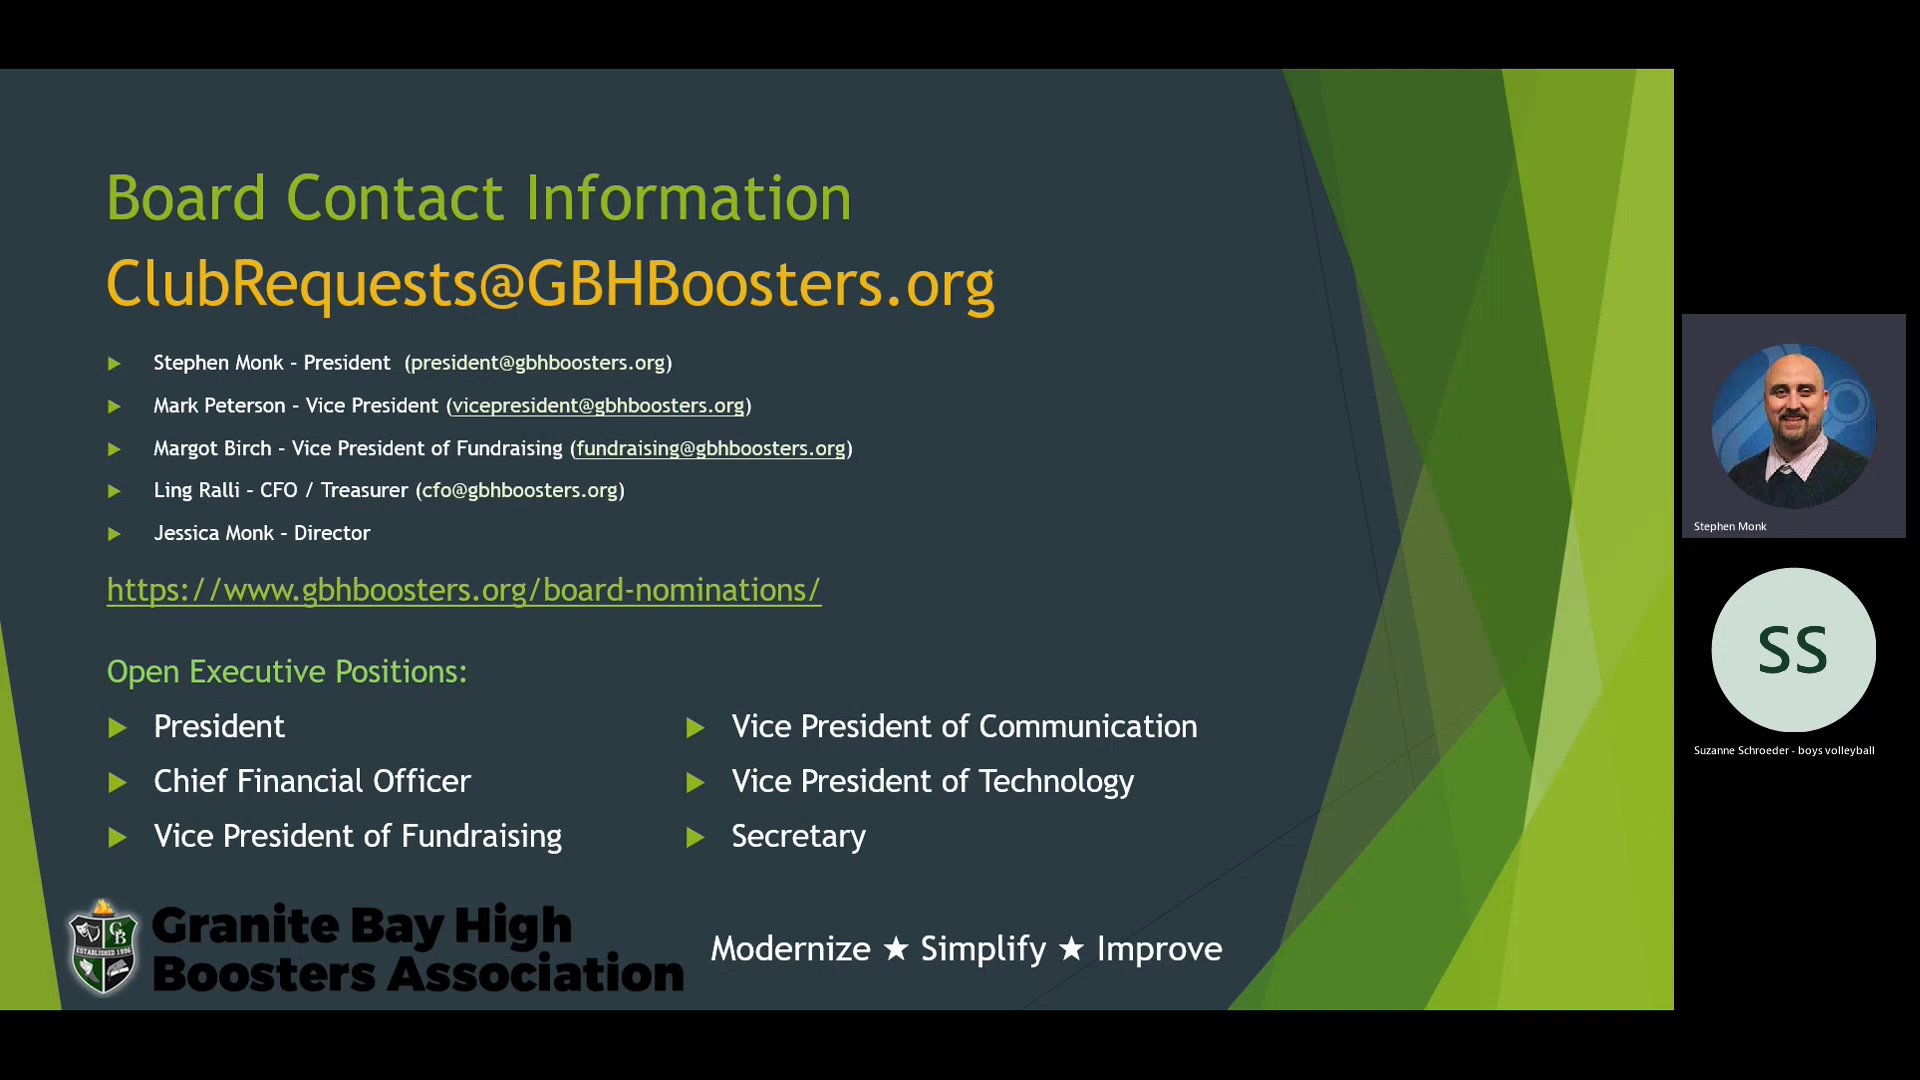 Board Contact Information
ClubRequests@GBHBoosters.org
Stephen Monk - President (president@gbhboosters.org)
Mark Peterson – Vice President (vicepresident@gbhboosters.org)
Margot Birch - Vice President of Fundraising (fundraising@gbhboosters.org)
Ling Ralli – CFO / Treasurer (cfo@gbhboosters.org)
Jessica Monk – Director
https://www.gbhboosters.org/board-nominations/
Open Executive Positions:
President
Chief Financial Officer
Vice President of Fundraising
Vice President of Communication
Vice President of Technology
Secretary
GB
ESTABLISHED 1996
Granite Bay High
Boosters Association
Modernize ★ Simplify ★ Improve
Stephen Monk
SS
Suzanne Schroeder - boys volleyball